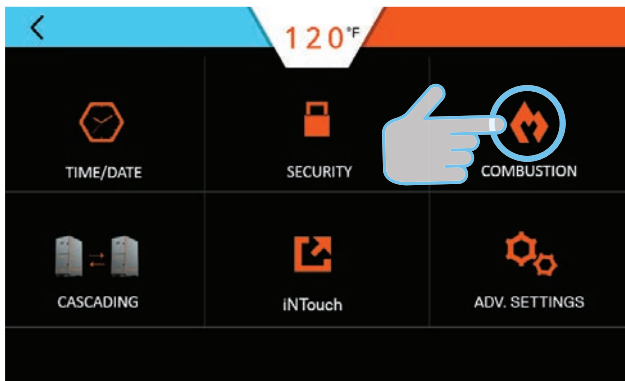 120°F
TIME/DATE
SECURITY
COMBUSTION
CASCADING
iNTouch
ADV. SETTINGS